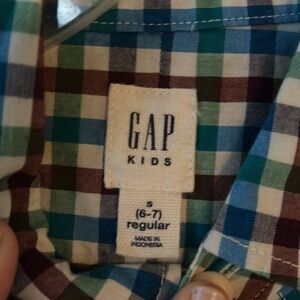 GAP
KIDS
S
(6-7)
regular
MADE IN
INDONESIA